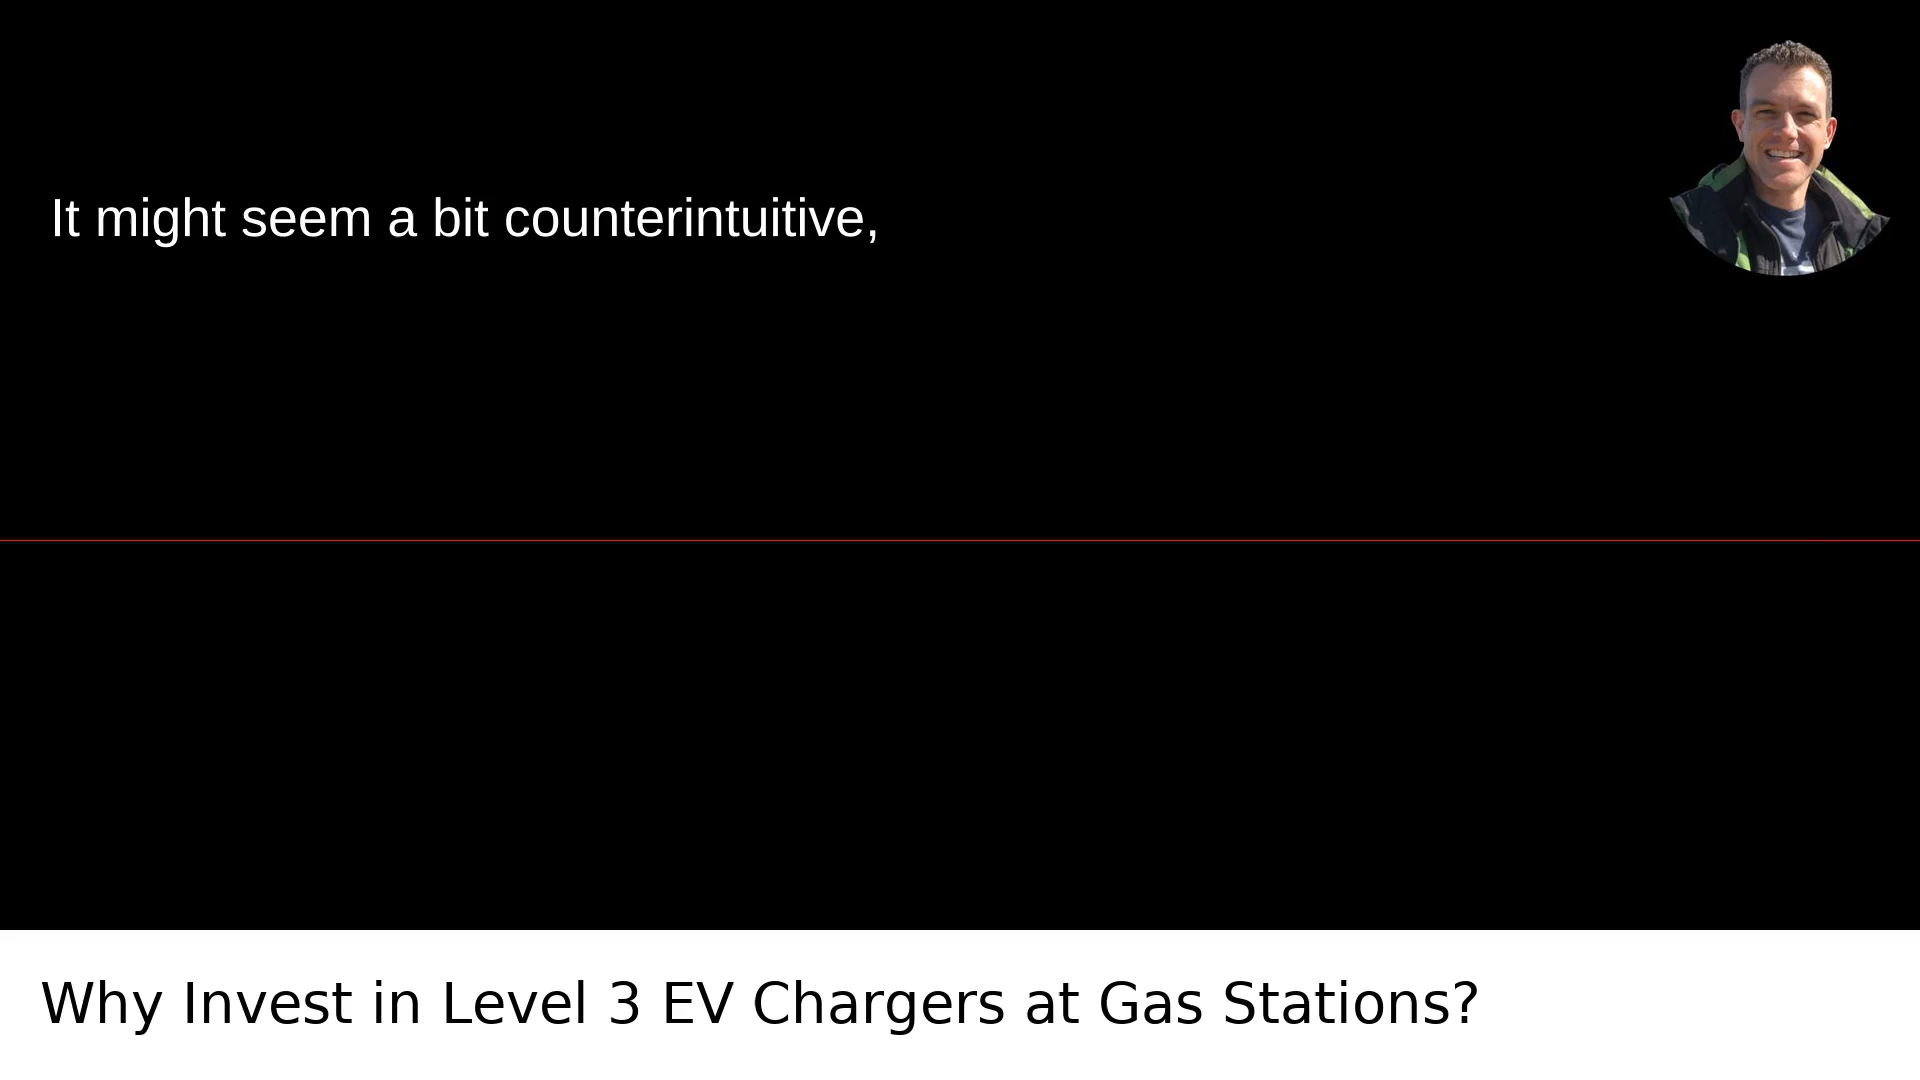 It might seem a bit counterintuitive,
Why Invest in Level 3 EV Chargers at Gas Stations?